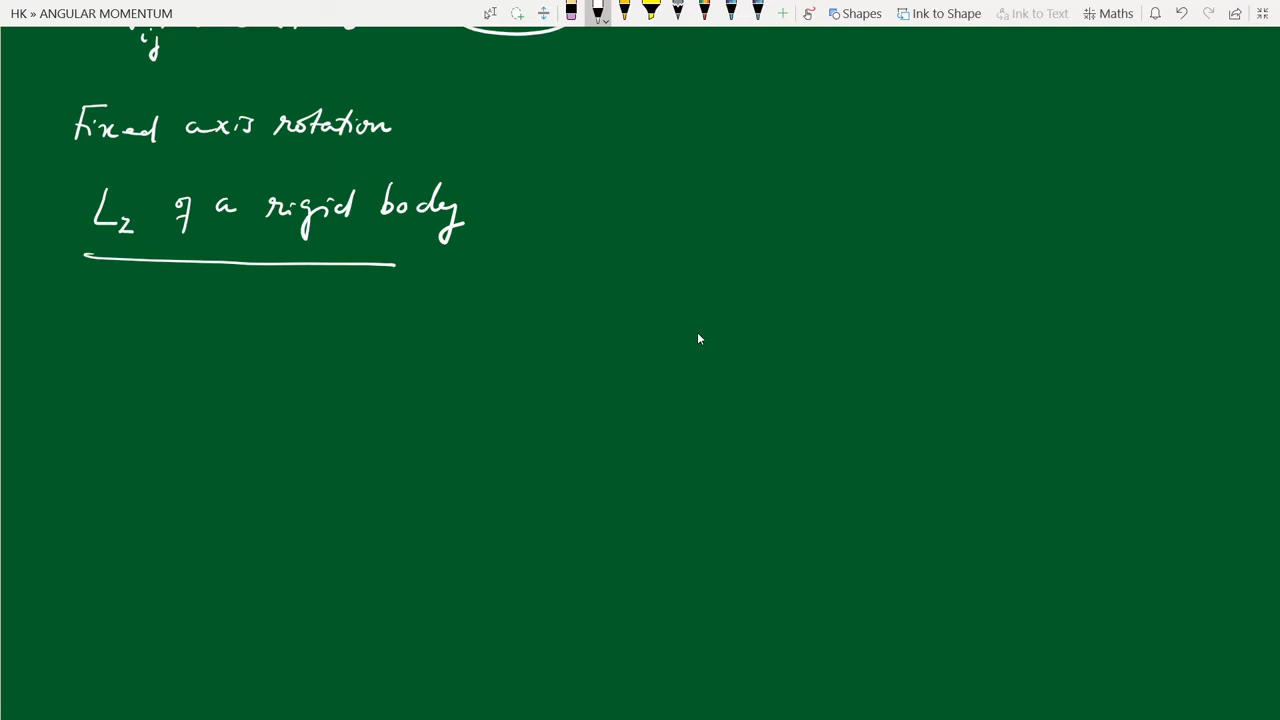 HK » ANGULAR MOMENTUM
Shapes Ink to Shape Ink to Text Maths
Fixed axis rotation
Lz of a rigid body